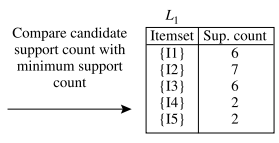 Compare candidate
support count with
minimum support
count
L1
Itemset Sup. count
{I1} 6
{I2} 7
{I3} 6
{I4} 2
{I5} 2